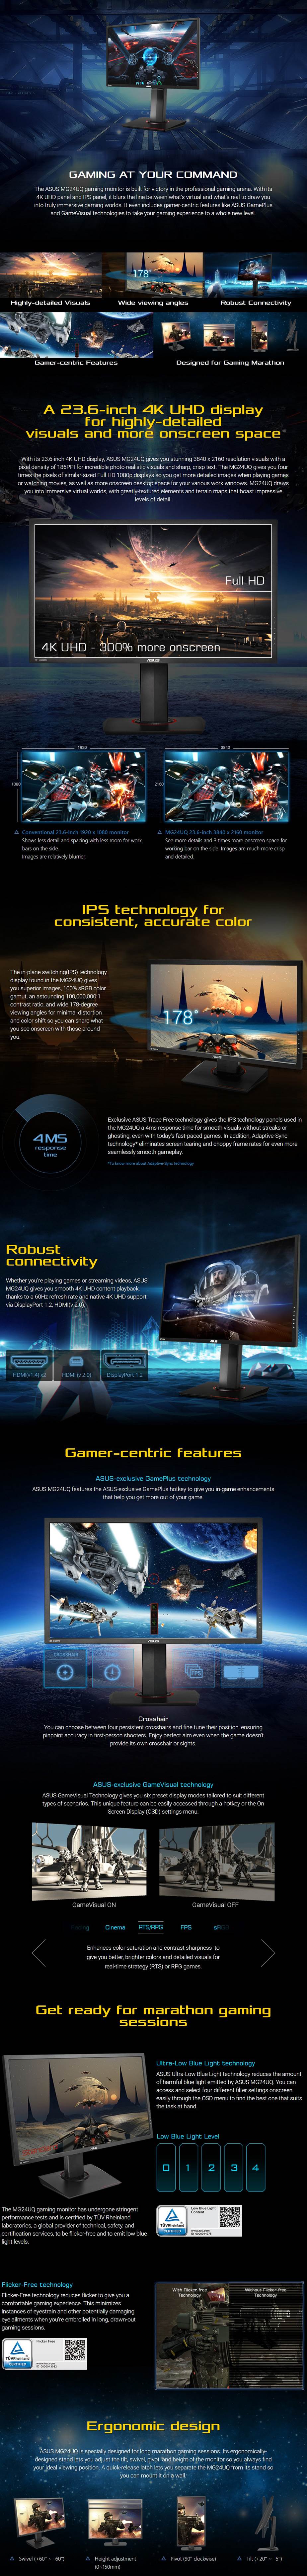 GAMING AT YOUR COMMAND
The ASUS MG24UQ gaming monitor is built for victory in the professional gaming arena. With its
4K UHD panel and IPS panel, it blurs the line between what's virtual and what's real to draw you
into truly immersive gaming worlds. It even includes gamer-centric features like ASUS GamePlus
and GameVisual technologies to take your gaming experience to a whole new level.
178°
Highly-detailed Visuals
Wide viewing angles
Robust Connectivity
Gamer-centric Features
Designed for Gaming Marathon
A 23.6-inch 4K UHD display
for highly-detailed
visuals and more onscreen space
With its 23.6-inch 4K UHD display, ASUS MG24UQ gives you stunning 3840 x 2160 resolution visuals with a
pixel density of 186PPI for incredible photo-realistic visuals and sharp, crisp text. The MG24UQ gives you four
times the pixels of similar-sized Full HD 1080p displays so you get more detailed images when playing games
or watching movies, as well as more onscreen desktop space for your various work windows. MG24UQ draws
you into immersive virtual worlds, with greatly-textured elements and terrain maps that boast impressive
levels of detail.
Full HD
4K UHD - 300% more onscreen
ASUS
1920
3840
1080
2160
Conventional 23.6-inch 1920 x 1080 monitor
Shows less detail and spacing with less room for work
bars on the side.
Images are relatively blurrier.
MG24UQ 23.6-inch 3840 x 2160 monitor
See more details and 3 times more onscreen space for
working bar on the side. Images are much more crisp
and detailed.
IPS technology for
consistent, accurate color
The in-plane switching(IPS) technology
display found in the MG24UQ gives
you superior images, 100% sRGB color
gamut, an astounding 100,000,000:1
contrast ratio, and wide 178-degree
viewing angles for minimal distortion
and color shift so you can share what
you see onscreen with those around
you.
178°
4MS
response
time
Exclusive ASUS Trace Free technology gives the IPS technology panels used in
the MG24UQ a 4ms response time for smooth visuals without streaks or
ghosting, even with today's fast-paced games. In addition, Adaptive-Sync
technology* eliminates screen tearing and choppy frame rates for even more
seamlessly smooth gameplay.
*To know more about Adaptive-Sync technology
Robust
connectivity
Whether you're playing games or streaming videos, ASUS
MG24UQ gives you smooth 4K UHD content playback,
thanks to a 60Hz refresh rate and native 4K UHD support
via DisplayPort 1.2, HDMI(v 2.0).
HDMI(v1.4) x2
HDMI (v 2.0)
DisplayPort 1.2
Gamer-centric features
ASUS-exclusive GamePlus technology
ASUS MG24UQ features the ASUS-exclusive GamePlus hotkey to give you in-game enhancements
that help you get more out of your game.
ASUS
CROSSHAIR
FPS
Crosshair
You can choose between four persistent crosshairs and fine tune their position, ensuring
pinpoint accuracy in first-person shooters. Enjoy perfect aim even when the game doesn't
provide its own crosshair or sights.
ASUS-exclusive GameVisual technology
ASUS GameVisual Technology gives you six preset display modes tailored to suit different
types of scenarios. This unique feature can be easily accessed through a hotkey or the On
Screen Display (OSD) settings menu.
GameVisual ON
GameVisual OFF
Cinema
RTS/RPG
FPS
Enhances color saturation and contrast sharpness to
give you better, brighter colors and detailed visuals for
real-time strategy (RTS) or RPG games.
Get ready for marathon gaming
sessions
Ultra-Low Blue Light technology
ASUS Ultra-Low Blue Light technology reduces the amount
of harmful blue light emitted by ASUS MG24UQ. You can
access and select four different filter settings onscreen
easily through the OSD menu to find the best one that suits
the task at hand.
Low Blue Light Level
0
1
2
3
4
The MG24UQ gaming monitor has undergone stringent
performance tests and is certified by TÜV Rheinland
laboratories, a global provider of technical, safety, and
certification services, to be flicker-free and to emit low blue
light levels.
TÜVRheinland
CERTIFIED
Low Blue Light
Content
Flicker-Free technology
Flicker-Free technology reduces flicker to give you a
comfortable gaming experience. This minimizes
instances of eyestrain and other potentially damaging
eye ailments when you're embroiled in long, drawn-out
gaming sessions.
TÜVRheinland
CERTIFIED
Flicker Free
With Flicker-Free
Technology
Without Flicker-free
Technology
Ergonomic design
ASUS MG24UQ is specially designed for long marathon gaming sessions. Its ergonomically-
designed stand lets you adjust the tilt, swivel, pivot, and height of the monitor so you always find
your ideal viewing position. A quick-release latch lets you separate the MG24UQ from its stand so
you can mount it on a wall.
Swivel (+60° ~ -60°)
Height adjustment
(0~150mm)
Pivot (90° clockwise)
Tilt (+20° ~ -5°)